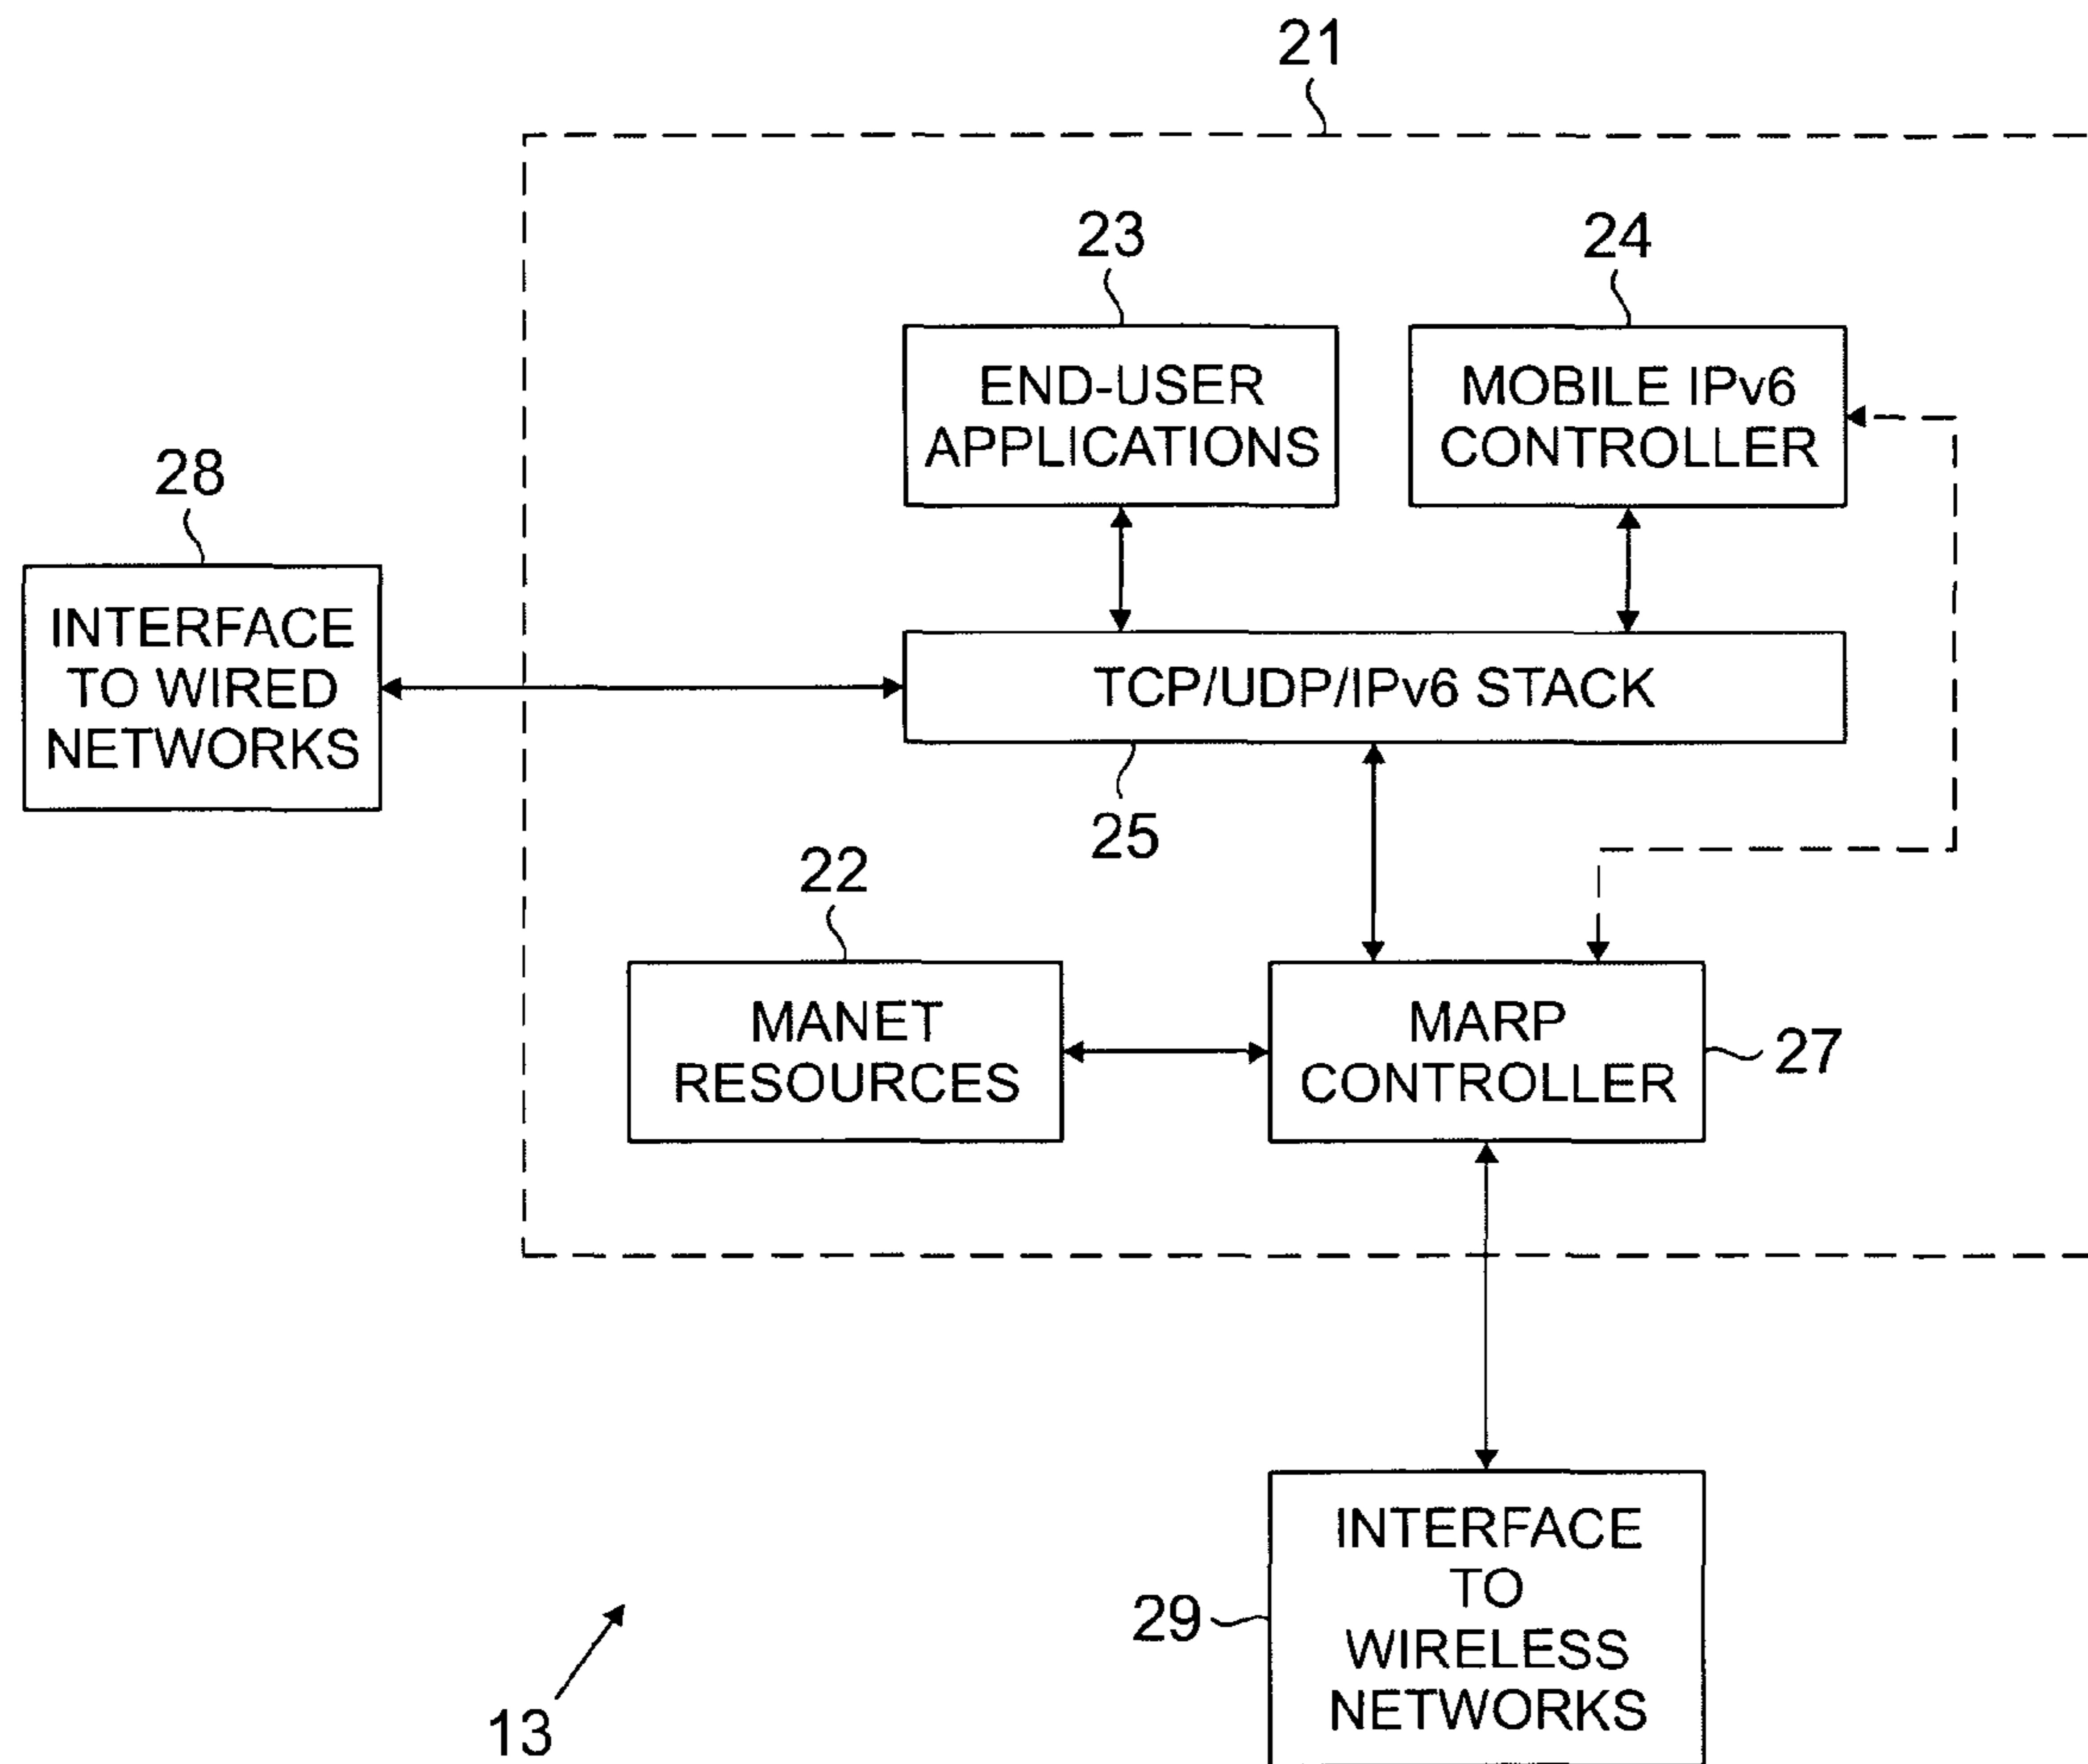 21
23
24
END-USER
APPLICATIONS
MOBILE IPv6
CONTROLLER
28
INTERFACE
TO WIRED
NETWORKS
TCP/UDP/IPv6 STACK
25
22
MANET
RESOURCES
MARP
CONTROLLER
27
INTERFACE
TO
WIRELESS
NETWORKS
29
13